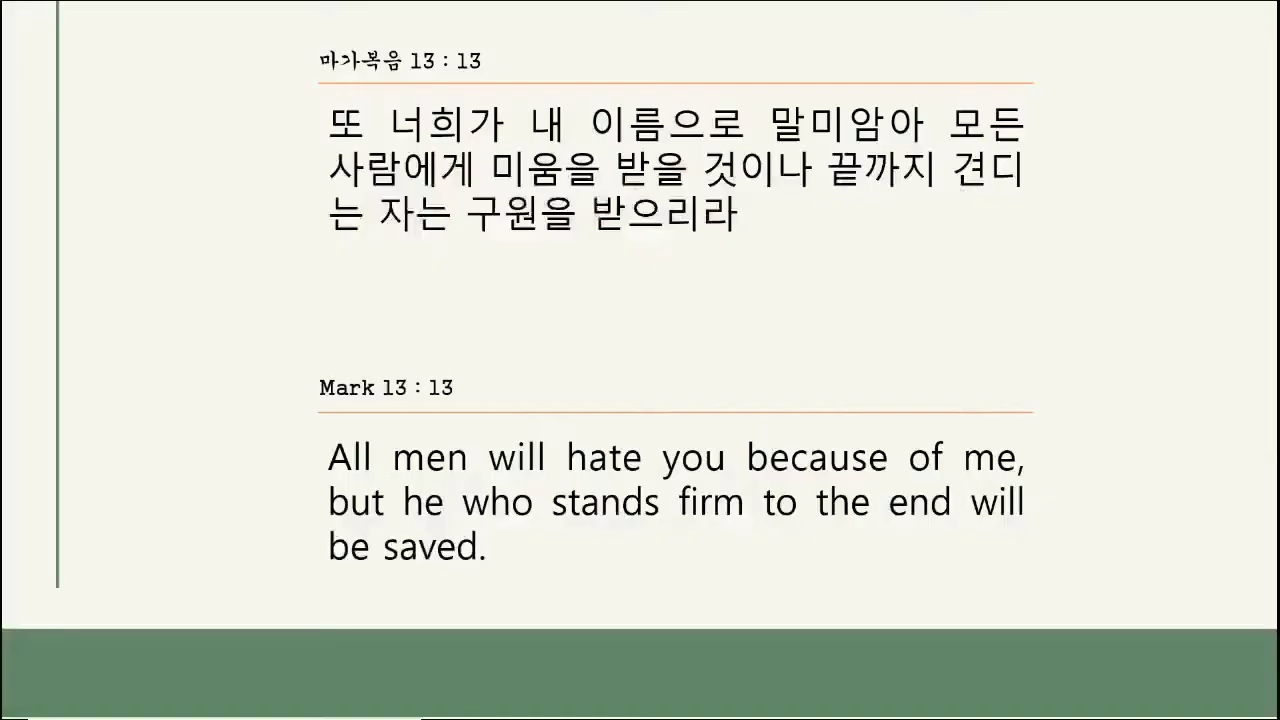 마가복음 13 : 13
또 너희가 내 이름으로 말미암아 모든
사람에게 미움을 받을 것이나 끝까지 견디
는 자는 구원을 받으리라
Mark 13 : 13
All men will hate you because of me,
but he who stands firm to the end will
be saved.